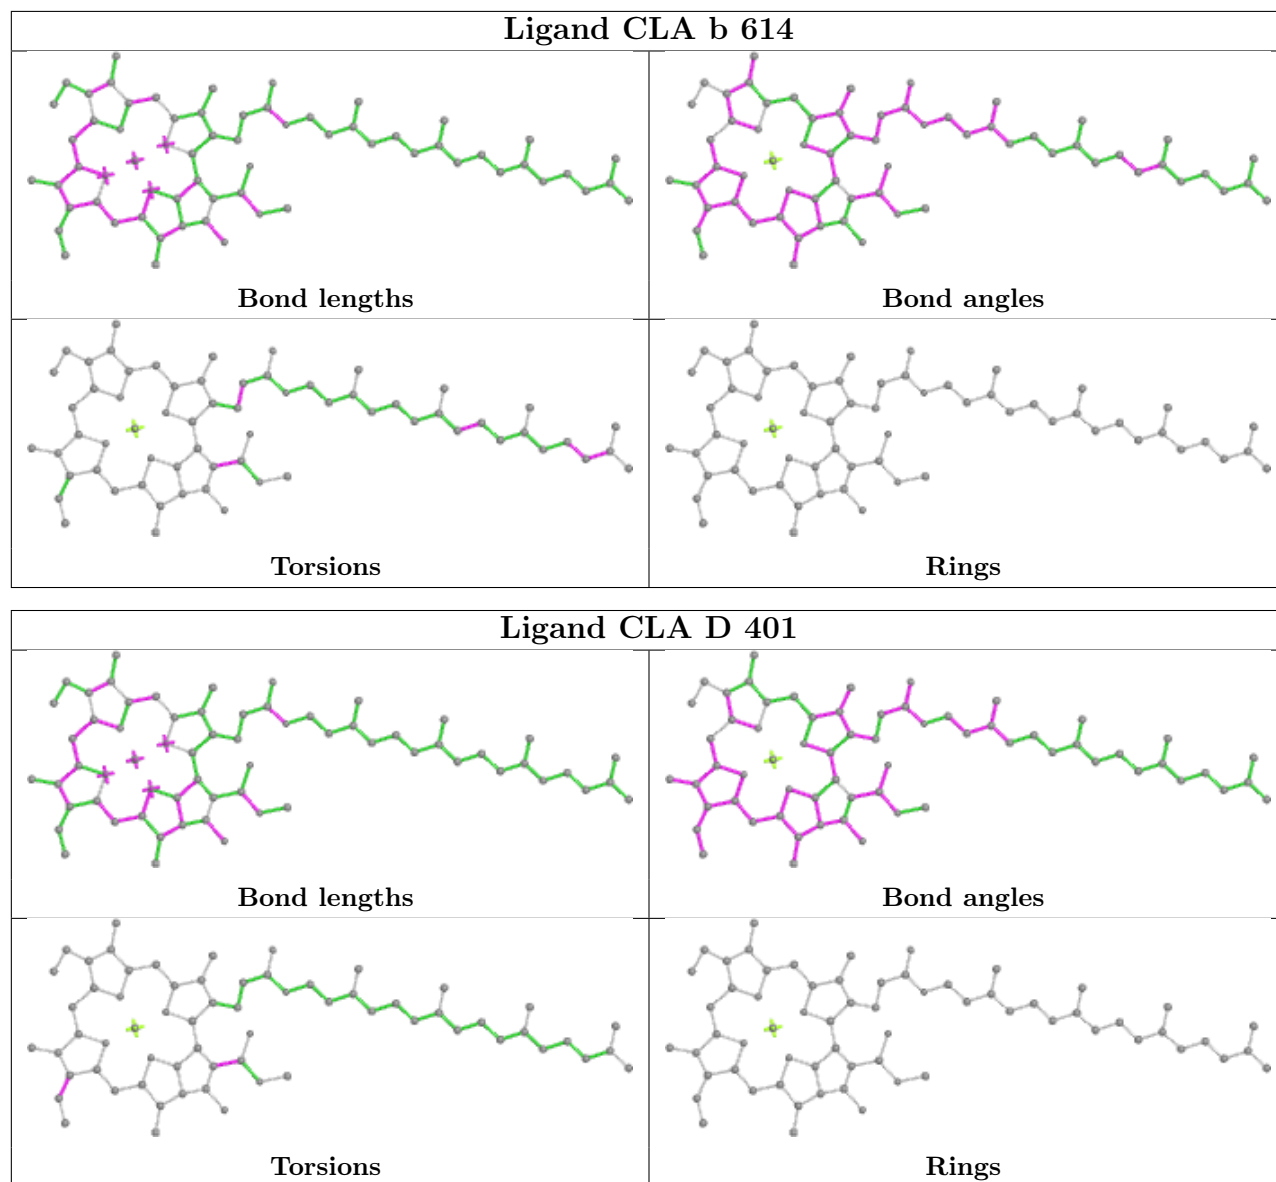 Ligand CLA b 614
Bond lengths
Bond angles
Torsions
Rings
Ligand CLA D 401
Bond lengths
Bond angles
Torsions
Rings